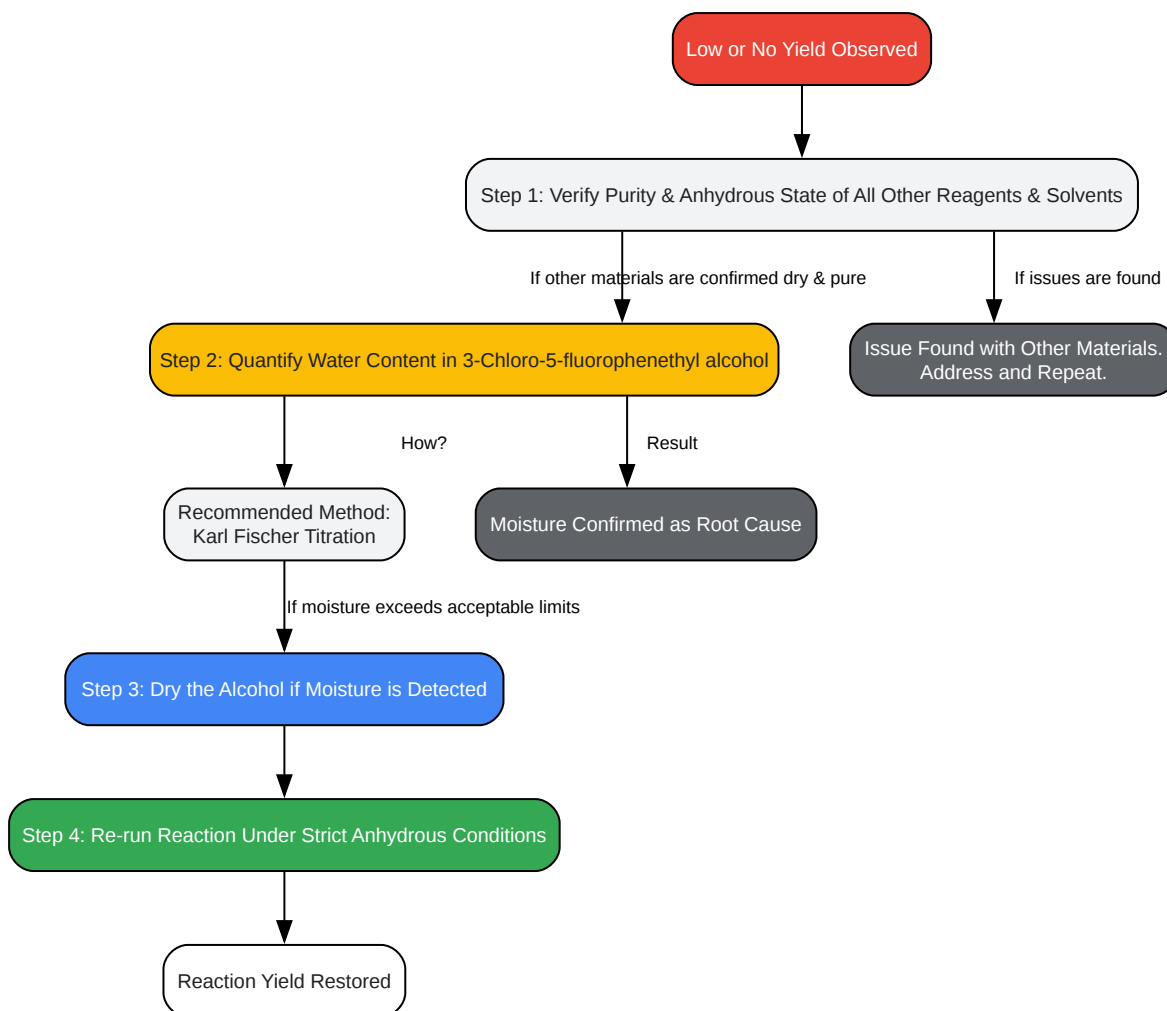 Low or No Yield Observed
Step 1: Verify Purity & Anhydrous State of All Other Reagents & Solvents
If other materials are confirmed dry & pure
If issues are found
Step 2: Quantify Water Content in 3-Chloro-5-fluorophenethyl alcohol
Issue Found with Other Materials.
Address and Repeat.
How?
Result
Recommended Method:
Karl Fischer Titration
Moisture Confirmed as Root Cause
If moisture exceeds acceptable limits
Step 3: Dry the Alcohol if Moisture is Detected
Step 4: Re-run Reaction Under Strict Anhydrous Conditions
Reaction Yield Restored